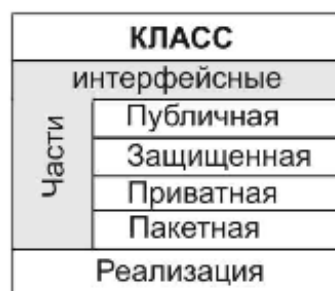 КЛАСС
интерфейсные
Части
Публичная
Защищенная
Приватная
Пакетная
Реализация